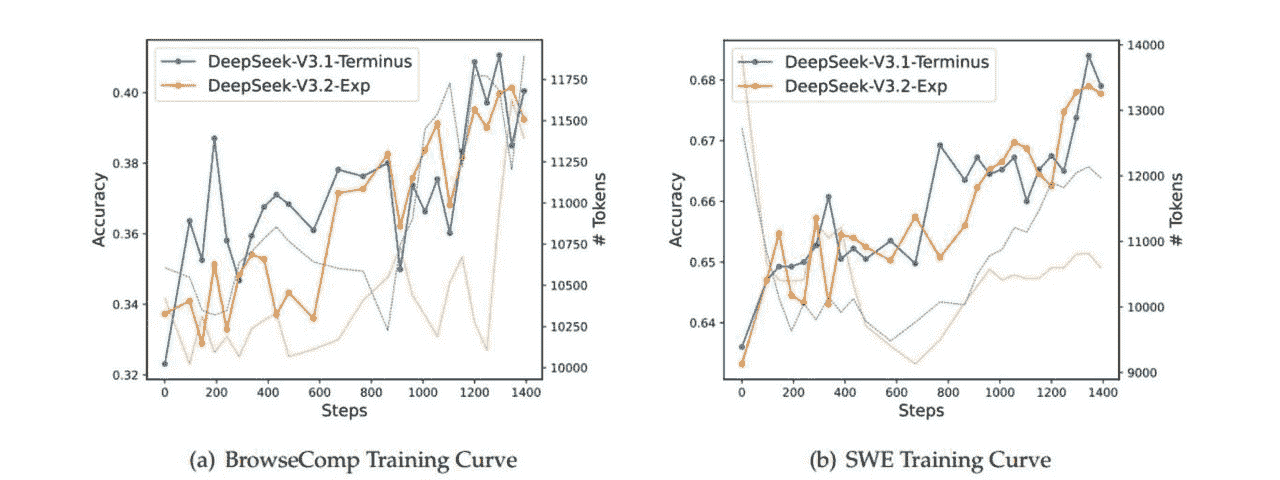 DeepSeek-V3.1-Terminus
DeepSeek-V3.2-Exp
0.40
0.38
0.36
0.34
0.32
Accuracy
11750
11500
11250
11000
10750
10500
10250
10000
# Tokens
0 200 400 600 800 1000 1200 1400
Steps
(a) BrowseComp Training Curve
DeepSeek-V3.1-Terminus
DeepSeek-V3.2-Exp
0.68
0.67
0.66
0.65
0.64
Accuracy
14000
13000
12000
11000
10000
9000
# Tokens
0 200 400 600 800 1000 1200 1400
Steps
(b) SWE Training Curve